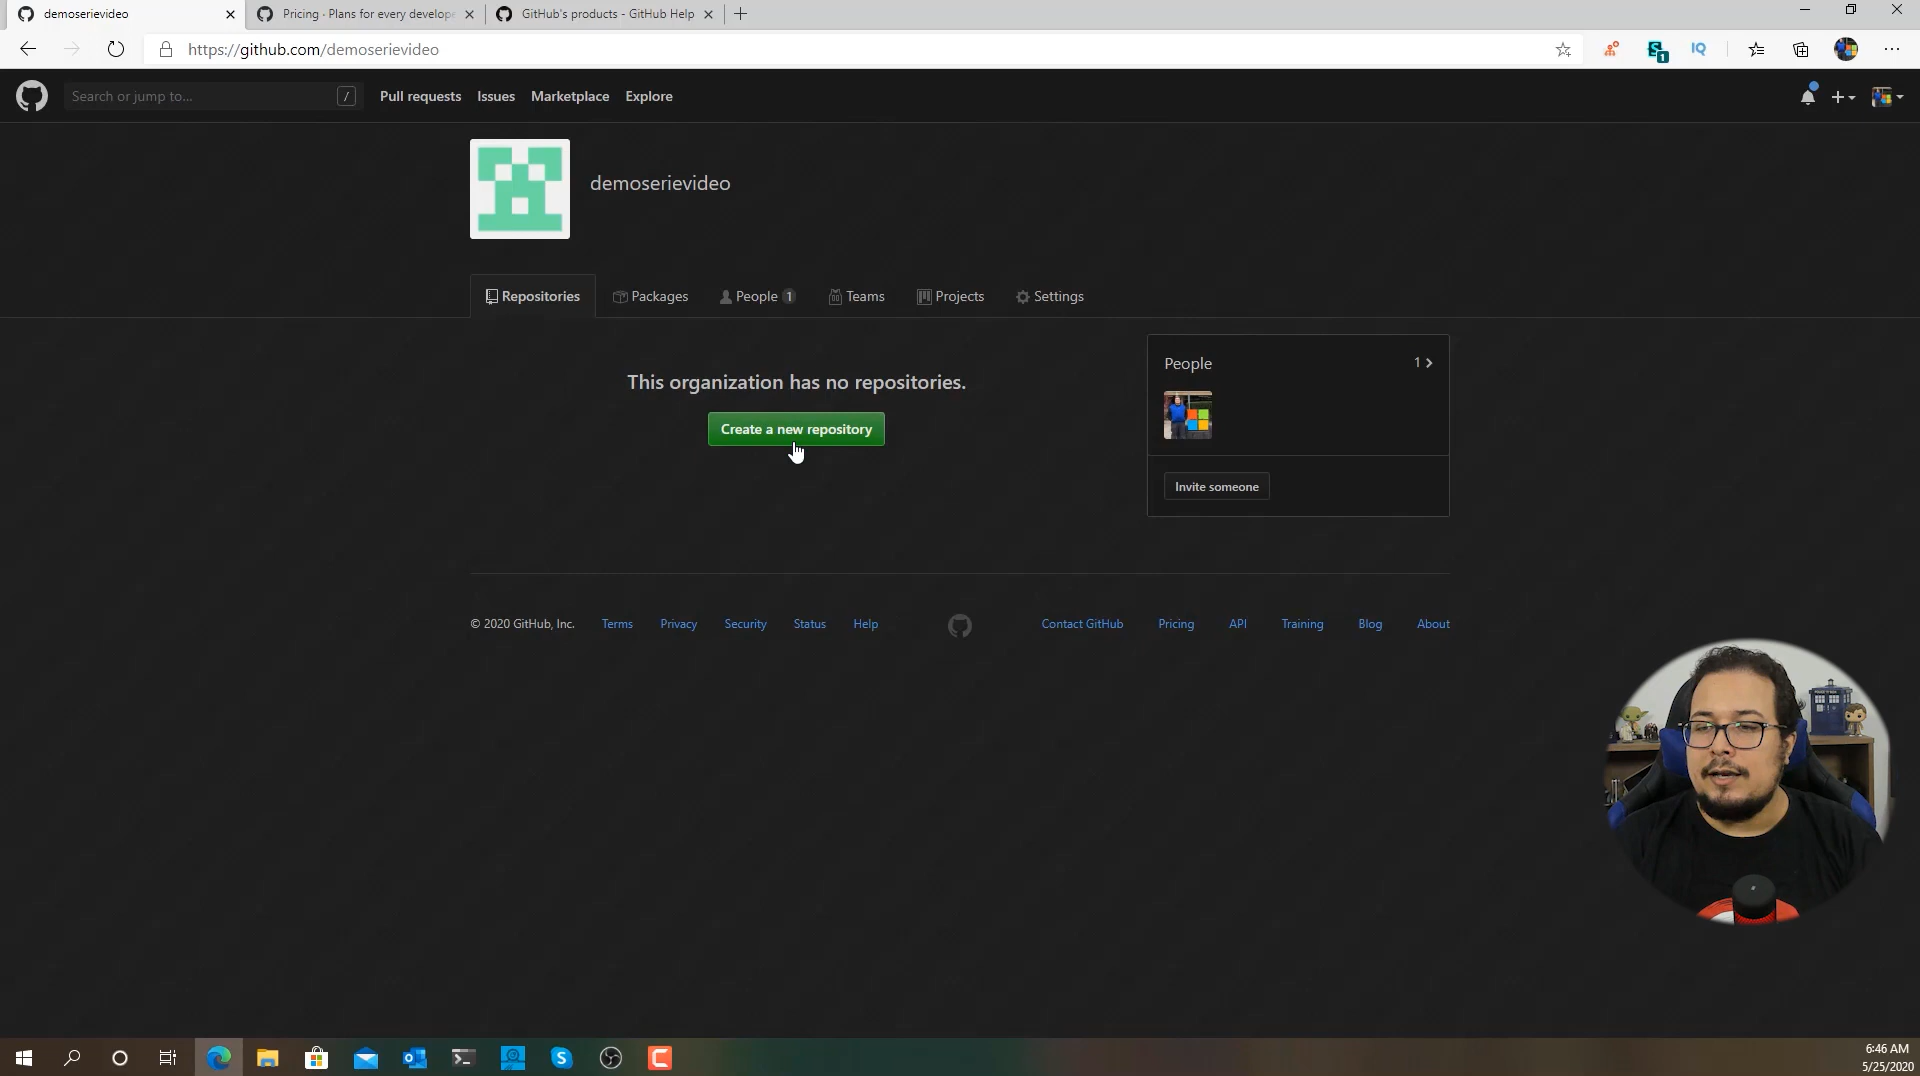 demoserievideo
Pricing · Plans for every develope
GitHub's products - GitHub Help
https://github.com/demoserievideo
1
IQ
Search or jump to...
/
Pull requests
Issues
Marketplace
Explore
demoserievideo
Repositories
Packages
People 1
Teams
Projects
Settings
This organization has no repositories.
Create a new repository
People
1
Invite someone
© 2020 GitHub, Inc.
Terms
Privacy
Security
Status
Help
Contact GitHub
Pricing
API
Training
Blog
About
6:46 AM
5/25/2020